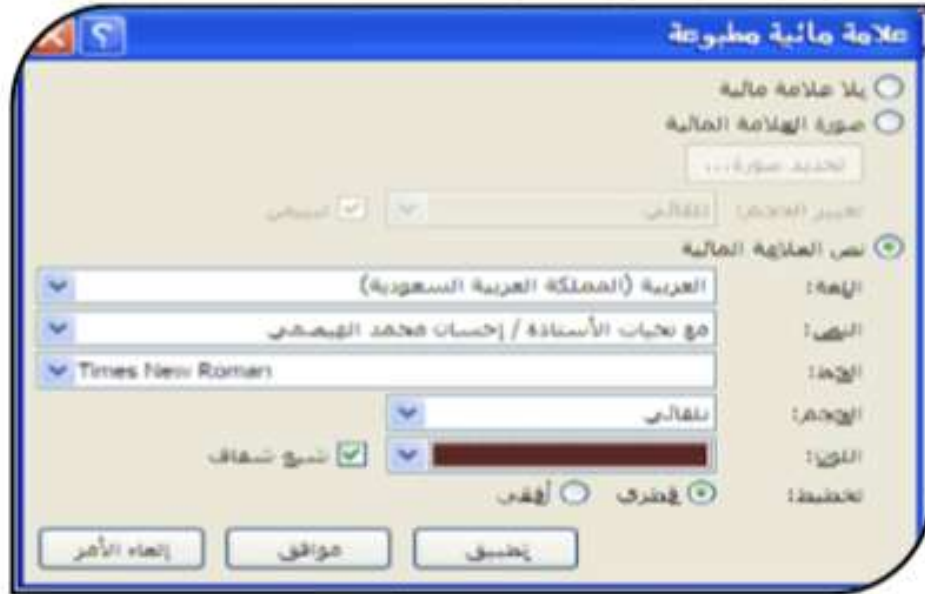 علامة مائية مطبوعة
بلا علامة مائية
صورة العلامة المائية
تحديد صورة...
تغيير الحجم: تلقائي تبييض
نص العلامة المائية
اللغة: العربية (المملكة العربية السعودية)
النص: مع تحيات الأستاذة / إحسان محمد الهيصمي
الخط: Times New Roman
الحجم: تلقائي
اللون: شبه شفاف
تخطيط: قطري أفقي
تطبيق موافق إلغاء الأمر